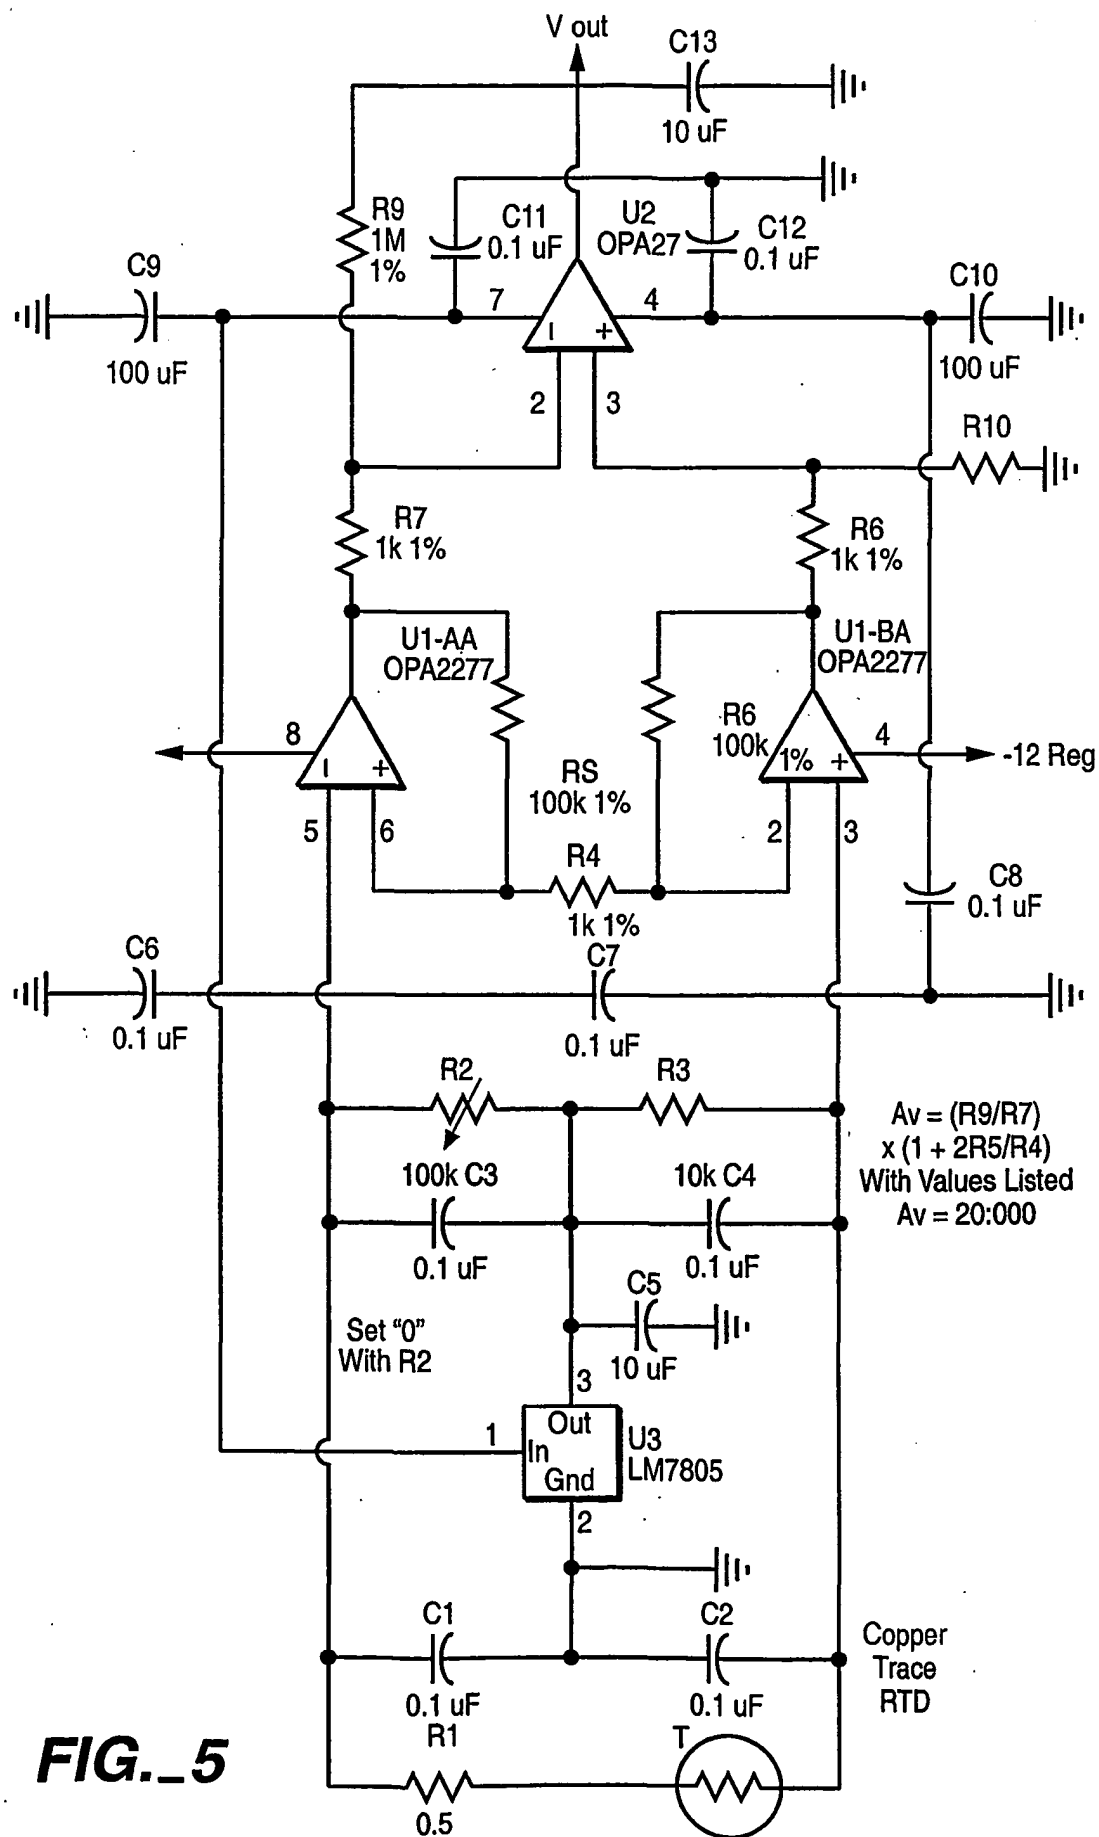 V out
C13
10 uF
R9
1M
1%
C11
0.1 uF
U2
OPA27
C12
0.1 uF
C9
100 uF
7
4
C10
100 uF
I
+
2
3
R10
R7
1k 1%
R6
1k 1%
U1-AA
OPA2277
U1-BA
OPA2277
8
I
+
R6
100k 1%
+
4
-12 Reg
RS
100k 1%
5
6
2
3
R4
1k 1%
C8
0.1 uF
C6
0.1 uF
C7
0.1 uF
R2
R3
Av = (R9/R7)
x (1 + 2R5/R4)
With Values Listed
Av = 20:000
100k C3
0.1 uF
10k C4
0.1 uF
C5
10 uF
Set “0”
With R2
3
Out
1
In
Gnd
U3
LM7805
2
C1
0.1 uF
C2
0.1 uF
Copper
Trace
RTD
R1
0.5
T
FIG._5